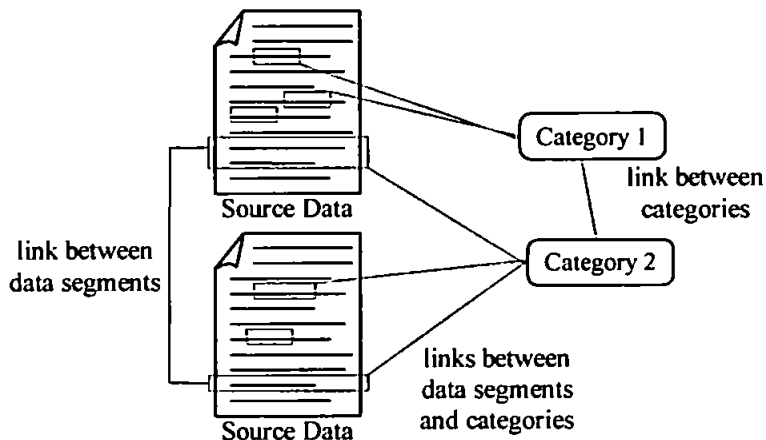 Category 1
link between
categories
Source Data
link between
data segments
Category 2
links between
data segments
and categories
Source Data